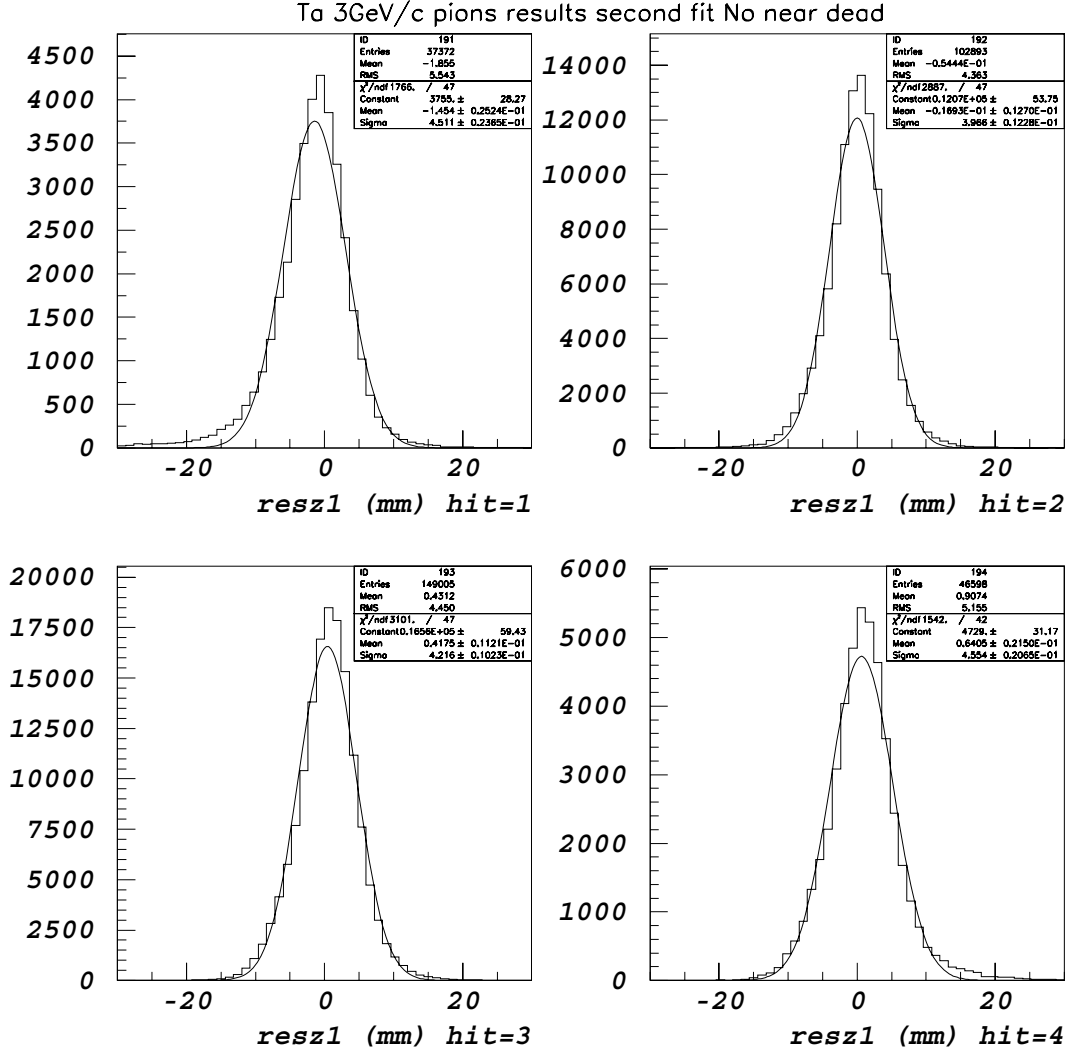 Ta 3GeV/c pions results second fit No near dead
ID 191
Entries 37372
Mean -1.855
RMS 5.543
χ²/ndf 1766. / 47
Constant 3755. ± 28.27
Mean -1.454 ± 0.2524E-01
Sigma 4.511 ± 0.2365E-01
4500
4000
3500
3000
2500
2000
1500
1000
500
0
-20 0 20
resz1 (mm) hit=1
ID 192
Entries 102893
Mean -0.5444E-01
RMS 4.363
χ²/ndf 2887. / 47
Constant 0.1207E+05 ± 53.75
Mean -0.1693E-01 ± 0.1270E-01
Sigma 3.966 ± 0.1228E-01
14000
12000
10000
8000
6000
4000
2000
0
-20 0 20
resz1 (mm) hit=2
ID 193
Entries 149005
Mean 0.4312
RMS 4.450
χ²/ndf 3101. / 47
Constant 0.1656E+05 ± 59.43
Mean 0.4175 ± 0.1121E-01
Sigma 4.216 ± 0.1023E-01
20000
17500
15000
12500
10000
7500
5000
2500
0
-20 0 20
resz1 (mm) hit=3
ID 194
Entries 46598
Mean 0.9074
RMS 5.155
χ²/ndf 1542. / 42
Constant 4729. ± 31.17
Mean 0.6405 ± 0.2150E-01
Sigma 4.554 ± 0.2065E-01
6000
5000
4000
3000
2000
1000
0
-20 0 20
resz1 (mm) hit=4